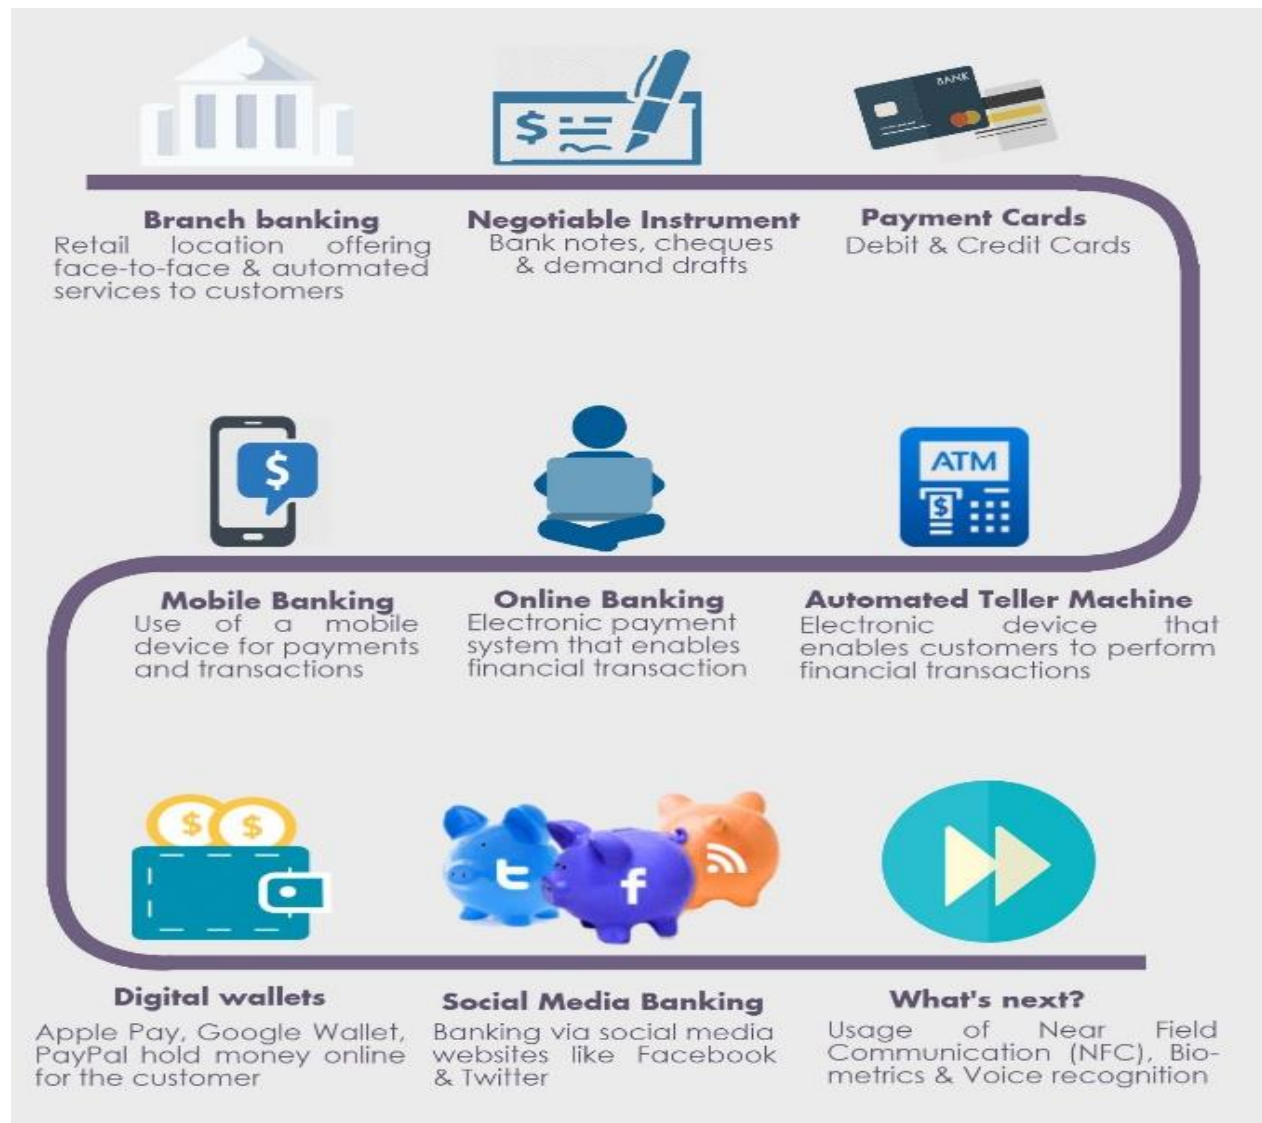 BANK
Branch banking
Retail location offering
face-to-face & automated
services to customers
$
Negotiable Instrument
Bank notes, cheques
& demand drafts
Payment Cards
Debit & Credit Cards
ATM
$
Automated Teller Machine
Electronic device that
enables customers to perform
financial transactions
Online Banking
Electronic payment
system that enables
financial transaction
$
Mobile Banking
Use of a mobile
device for payments
and transactions
$ $
Digital wallets
Apple Pay, Google Wallet,
PayPal hold money online
for the customer
t f
Social Media Banking
Banking via social media
websites like Facebook
& Twitter
What's next?
Usage of Near Field
Communication (NFC), Bio-
metrics & Voice recognition